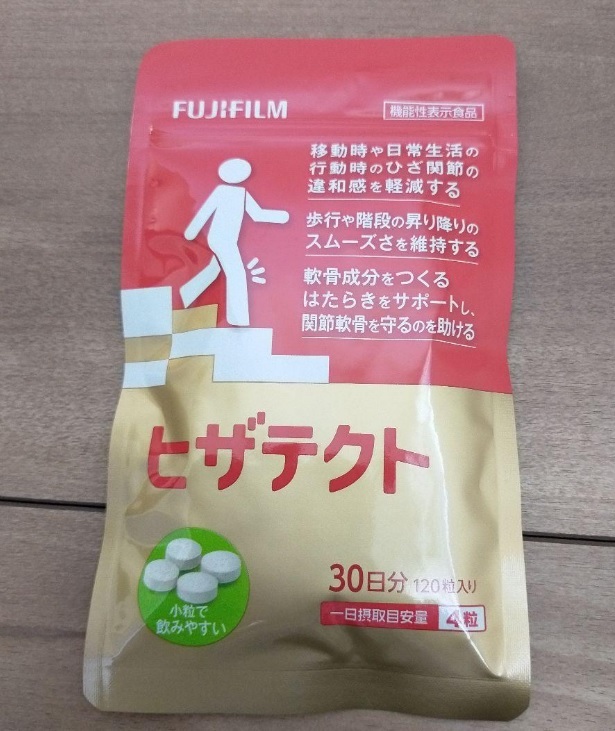 FUJIFILM
機能性表示食品
移動時や日常生活の
行動時のひざ関節の
違和感を軽減する
歩行や階段の昇り降りの
スムーズさを維持する
軟骨成分をつくる
はたらきをサポートし、
関節軟骨を守るのを助ける
ヒザテクト
小粒で
飲みやすい
30日分 120粒入り
一日摂取目安量 4粒